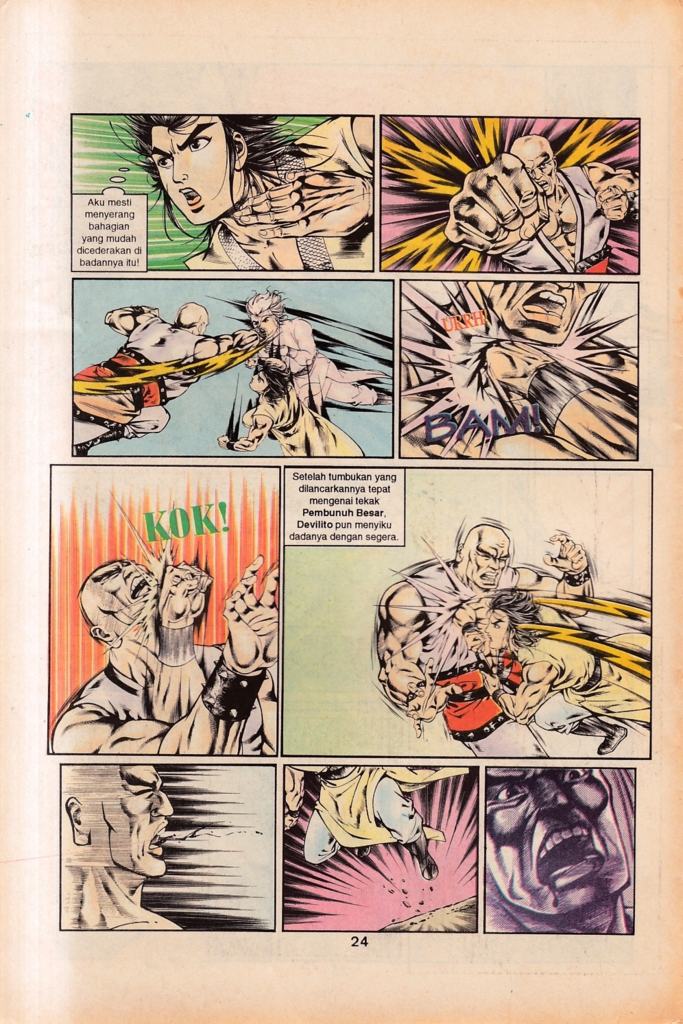 Aku mesti
menyerang
bahagian
yang mudah
dicederakan di
badannya itu!
UKKH
BAM!
KOK!
Setelah tumbukan yang
dilancarkannya tepat
mengenai tekak
Pembunuh Besar,
Devilito pun menyiku
dadanya dengan segera.
24